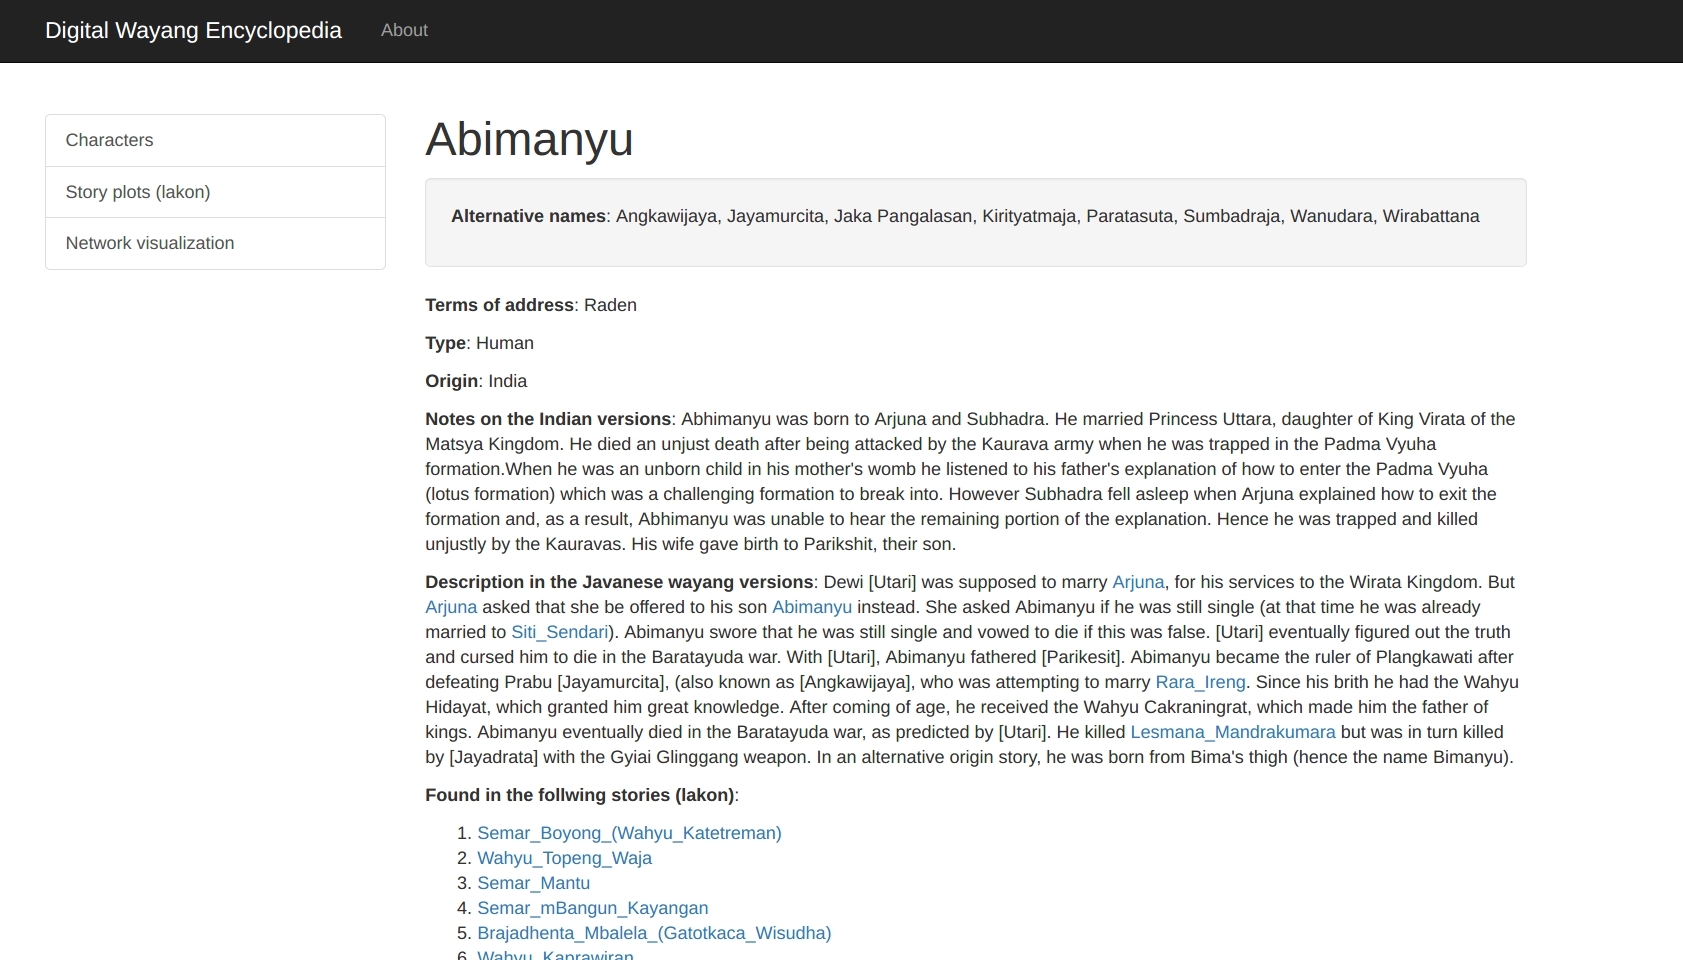 Digital Wayang Encyclopedia About
Characters
Story plots (lakon)
Network visualization
Abimanyu
Alternative names: Angkawijaya, Jayamurcita, Jaka Pangalasan, Kirityatmaja, Paratasuta, Sumbadraja, Wanudara, Wirabattana
Terms of address: Raden
Type: Human
Origin: India
Notes on the Indian versions: Abhimanyu was born to Arjuna and Subhadra. He married Princess Uttara, daughter of King Virata of the
Matsya Kingdom. He died an unjust death after being attacked by the Kaurava army when he was trapped in the Padma Vyuha
formation.When he was an unborn child in his mother's womb he listened to his father's explanation of how to enter the Padma Vyuha
(lotus formation) which was a challenging formation to break into. However Subhadra fell asleep when Arjuna explained how to exit the
formation and, as a result, Abhimanyu was unable to hear the remaining portion of the explanation. Hence he was trapped and killed
unjustly by the Kauravas. His wife gave birth to Parikshit, their son.
Description in the Javanese wayang versions: Dewi [Utari] was supposed to marry Arjuna, for his services to the Wirata Kingdom. But
Arjuna asked that she be offered to his son Abimanyu instead. She asked Abimanyu if he was still single (at that time he was already
married to Siti_Sendari). Abimanyu swore that he was still single and vowed to die if this was false. [Utari] eventually figured out the truth
and cursed him to die in the Baratayuda war. With [Utari], Abimanyu fathered [Parikesit]. Abimanyu became the ruler of Plangkawati after
defeating Prabu [Jayamurcita], (also known as [Angkawijaya], who was attempting to marry Rara_Ireng. Since his brith he had the Wahyu
Hidayat, which granted him great knowledge. After coming of age, he received the Wahyu Cakraningrat, which made him the father of
kings. Abimanyu eventually died in the Baratayuda war, as predicted by [Utari]. He killed Lesmana_Mandrakumara but was in turn killed
by [Jayadrata] with the Gyiai Glinggang weapon. In an alternative origin story, he was born from Bima's thigh (hence the name Bimanyu).
Found in the follwing stories (lakon):
1. Semar_Boyong_(Wahyu_Katetreman)
2. Wahyu_Topeng_Waja
3. Semar_Mantu
4. Semar_mBangun_Kayangan
5. Brajadhenta_Mbalela_(Gatotkaca_Wisudha)
6. Wahyu_Kaprawiran